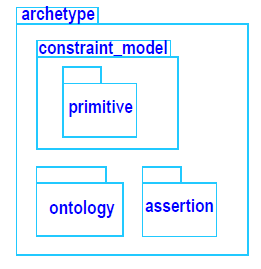 archetype
constraint_model
primitive
ontology
assertion